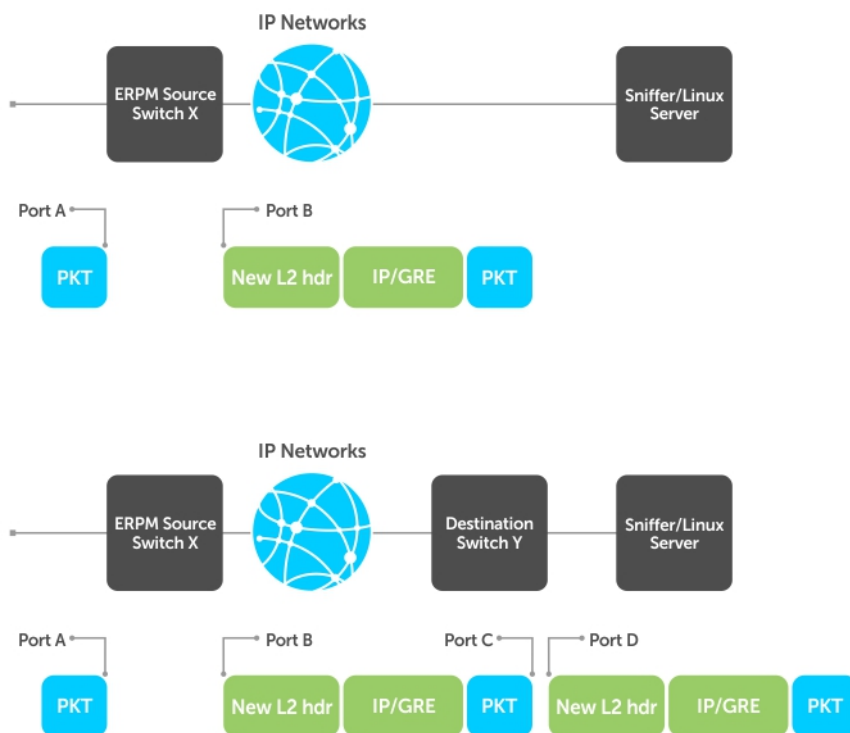 IP Networks
ERPM Source
Switch X
Sniffer/Linux
Server
Port A
Port B
PKT
New L2 hdr
IP/GRE
PKT
IP Networks
ERPM Source
Switch X
Destination
Switch Y
Sniffer/Linux
Server
Port A
Port B
Port C
Port D
PKT
New L2 hdr
IP/GRE
PKT
New L2 hdr
IP/GRE
PKT